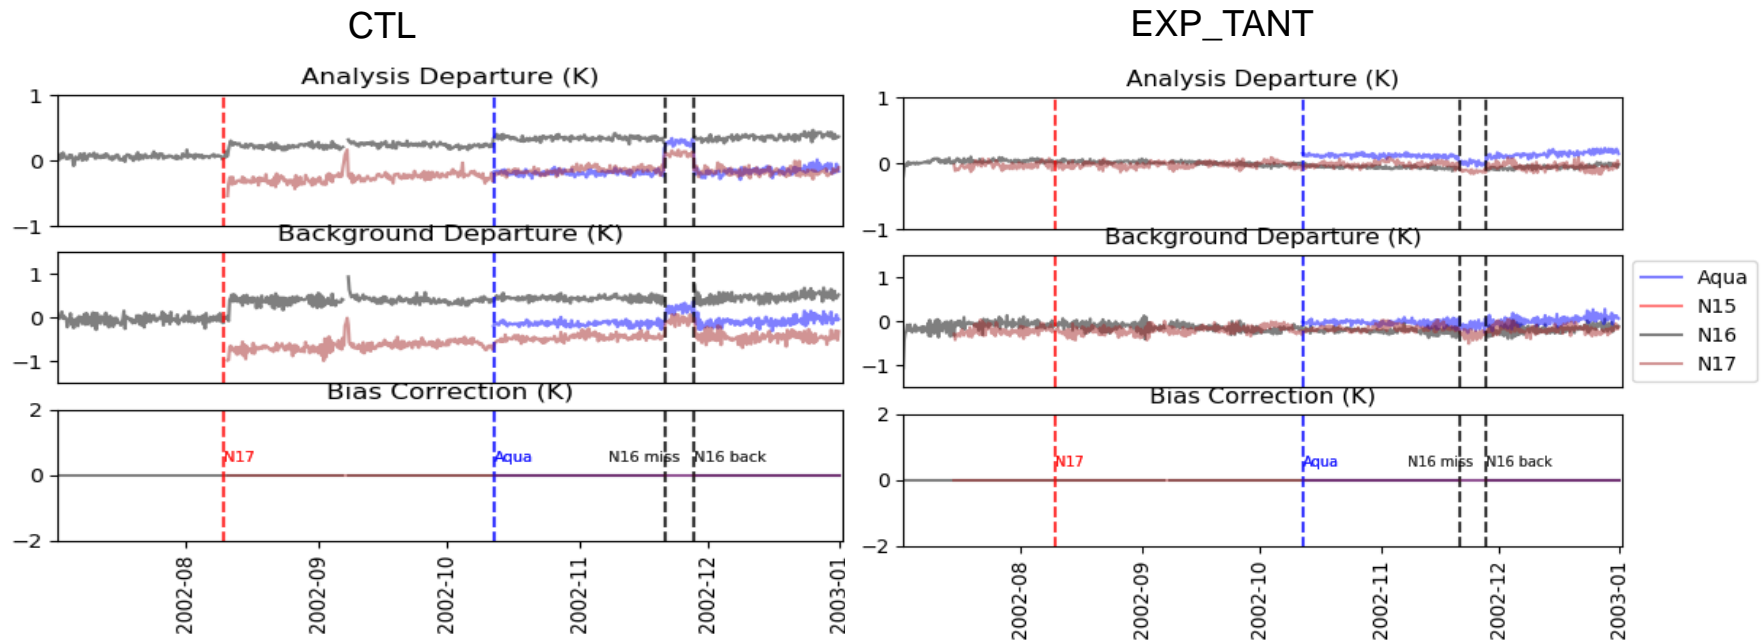 CTL
Analysis Departure (K)
1
0
−1
Background Departure (K)
1
0
−1
Bias Correction (K)
2
0
−2
N17
Aqua
N16 miss
N16 back
2002-08
2002-09
2002-10
2002-11
2002-12
2003-01
EXP_TANT
Analysis Departure (K)
1
0
−1
Background Departure (K)
1
0
−1
Bias Correction (K)
2
0
−2
N17
Aqua
N16 miss
N16 back
2002-08
2002-09
2002-10
2002-11
2002-12
2003-01
Aqua
N15
N16
N17